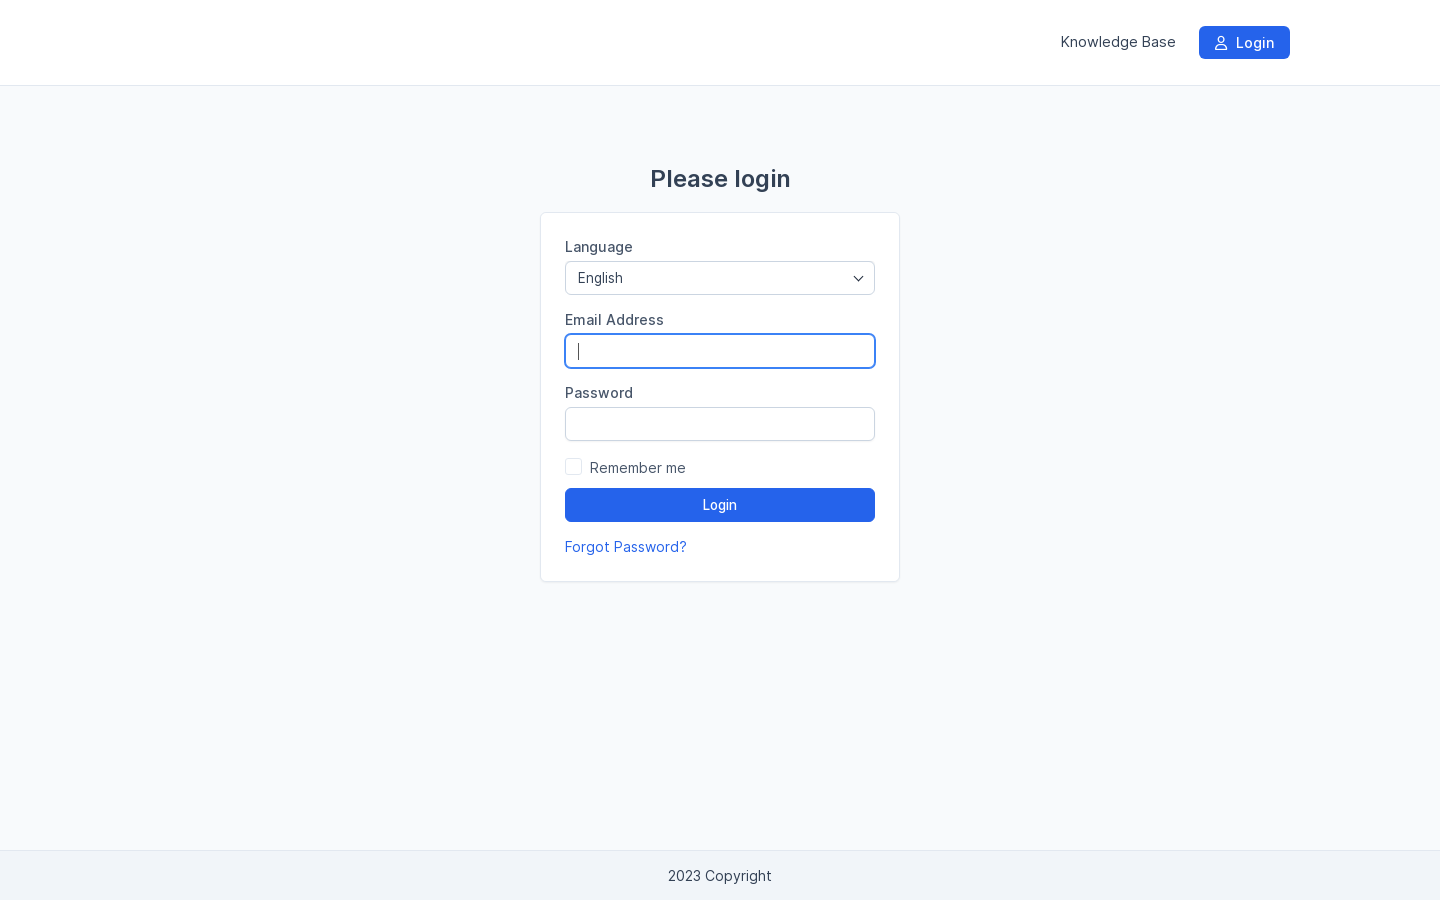 Knowledge Base
Login
Please login
Language
English
Email Address
Password
Remember me
Login
Forgot Password?
2023 Copyright